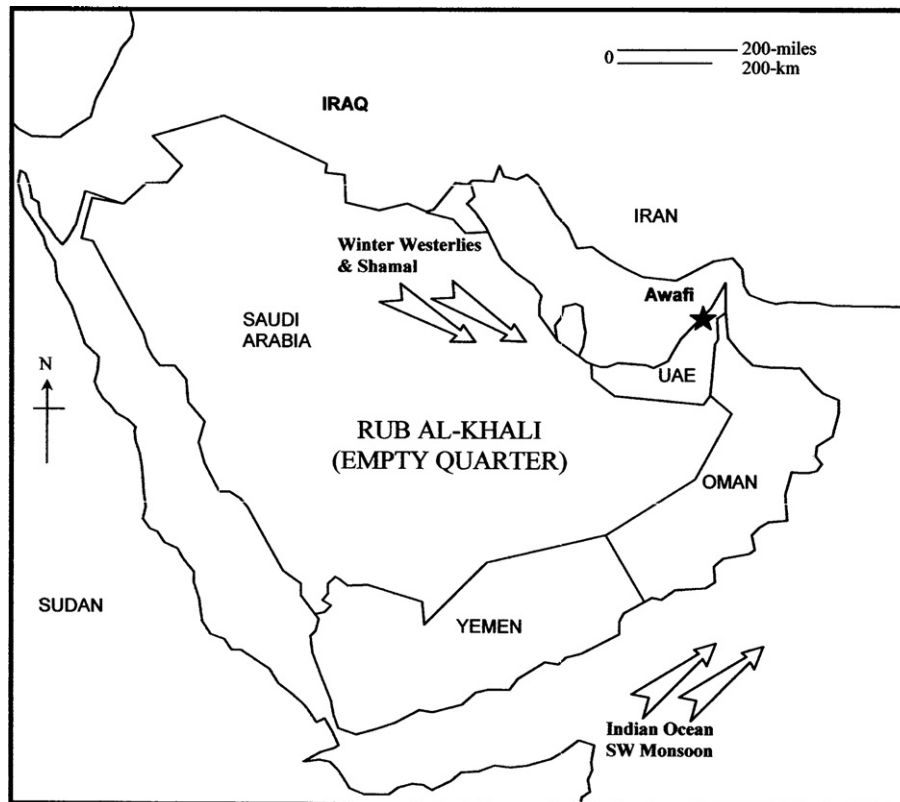 0
200-miles
200-km
IRAQ
IRAN
Winter Westerlies
& Shamal
Awafi
SAUDI
ARABIA
UAE
N
RUB AL-KHALI
(EMPTY QUARTER)
OMAN
SUDAN
YEMEN
Indian Ocean
SW Monsoon